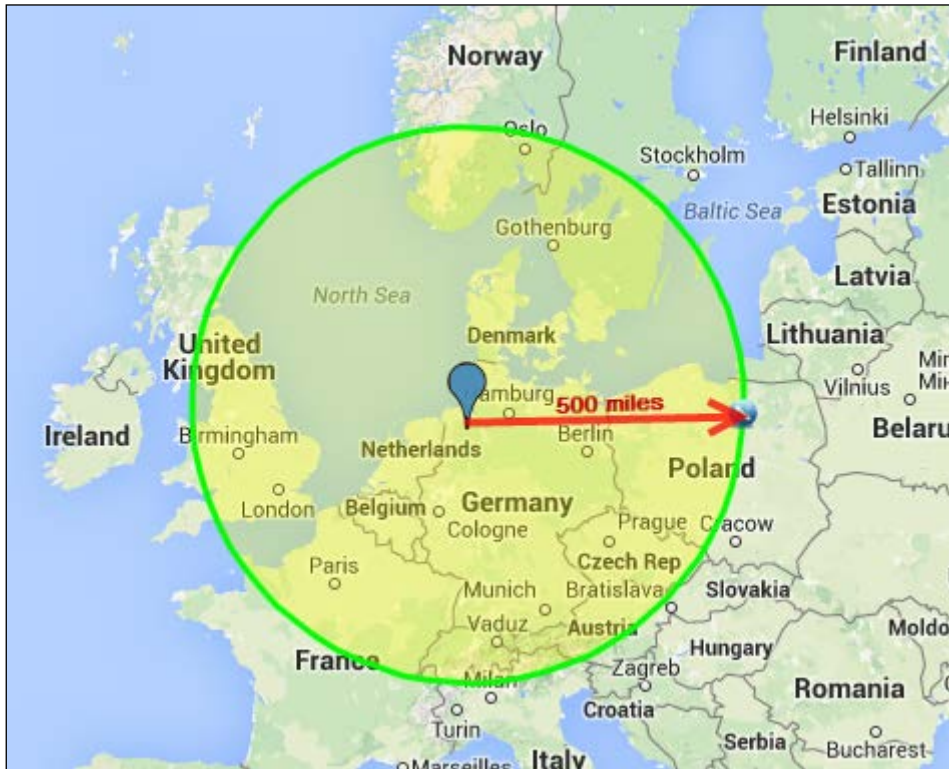 Norway
Finland
Oslo
Helsinki
Stockholm
Tallinn
Baltic Sea
Estonia
Gothenburg
Latvia
North Sea
Denmark
Lithuania
United
Kingdom
Vilnius
500 miles
Ireland
Birmingham
Netherlands
Berlin
Poland
London
Belgium
Germany
Cologne
Prague
Cracow
Paris
Czech Rep
Munich
Bratislava
Slovakia
Vaduz
Austria
France
Hungary
Zagreb
Milan
Romania
Turin
Croatia
Serbia
Bucharest
Marseilles
Italy